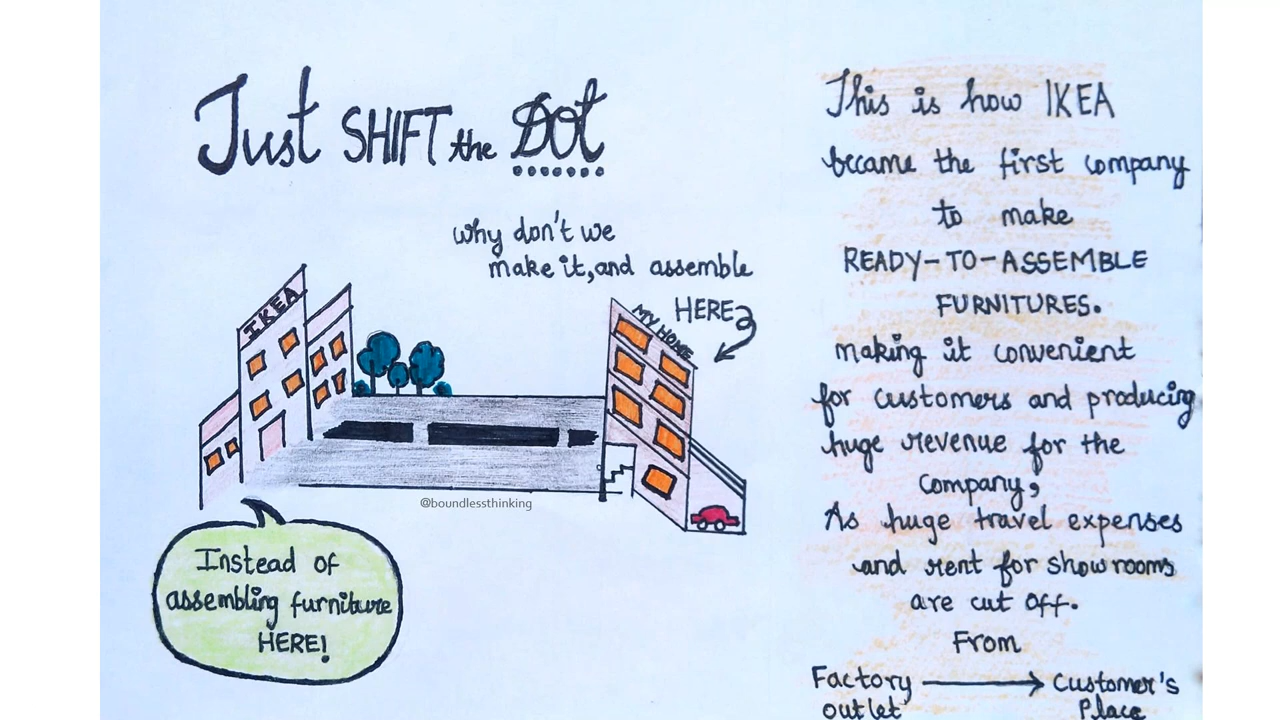 Just SHIFT the Dot
why don't we
make it, and assemble
HERE
IKEA
MY HOME
@boundlessthinking
Instead of
assembling furniture
HERE!
This is how IKEA
became the first company
to make
READY-TO-ASSEMBLE
FURNITURES.
making it convenient
for customers and producing
huge revenue for the
Company,
As huge travel expenses
and rent for showrooms
are cut off.
From
Factory → Customer's
outlet Place